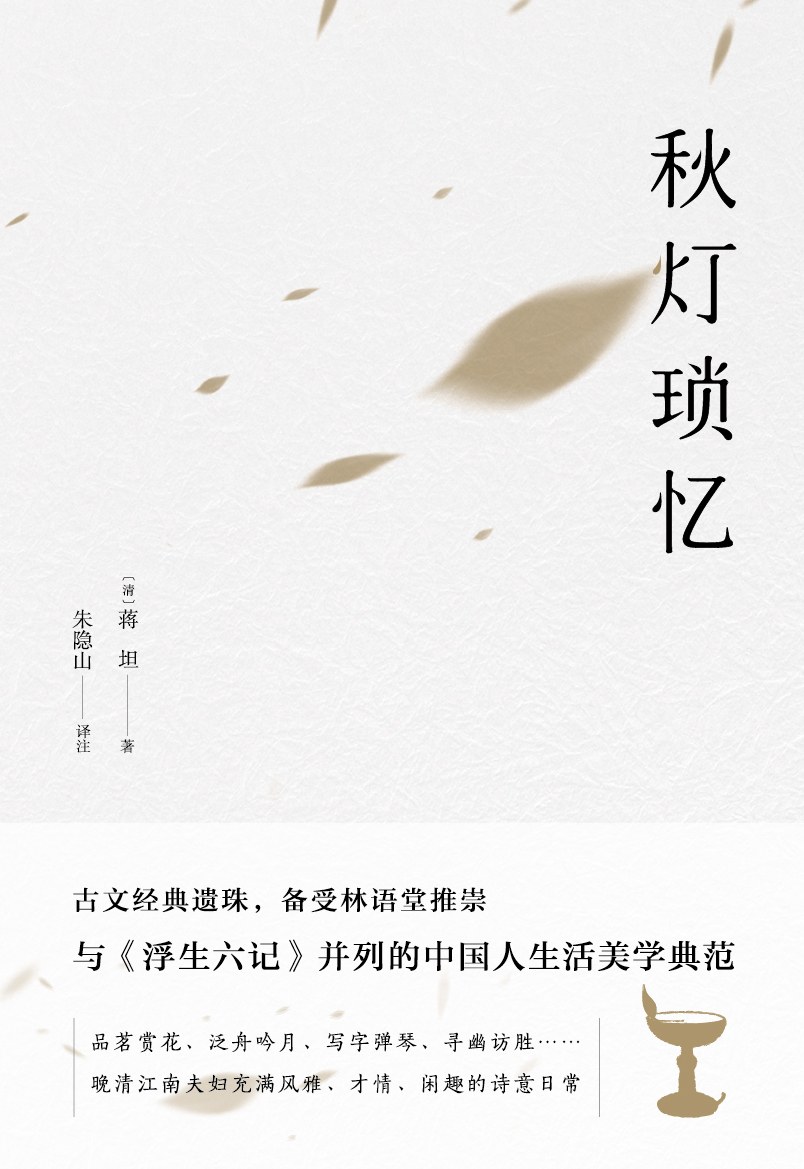 秋灯琐忆
〔清〕蒋坦——著
朱隐山——译注
古文经典遗珠，备受林语堂推崇
与《浮生六记》并列的中国人生活美学典范
品茗赏花、泛舟吟月、写字弹琴、寻幽访胜……
晚清江南夫妇充满风雅、才情、闲趣的诗意日常